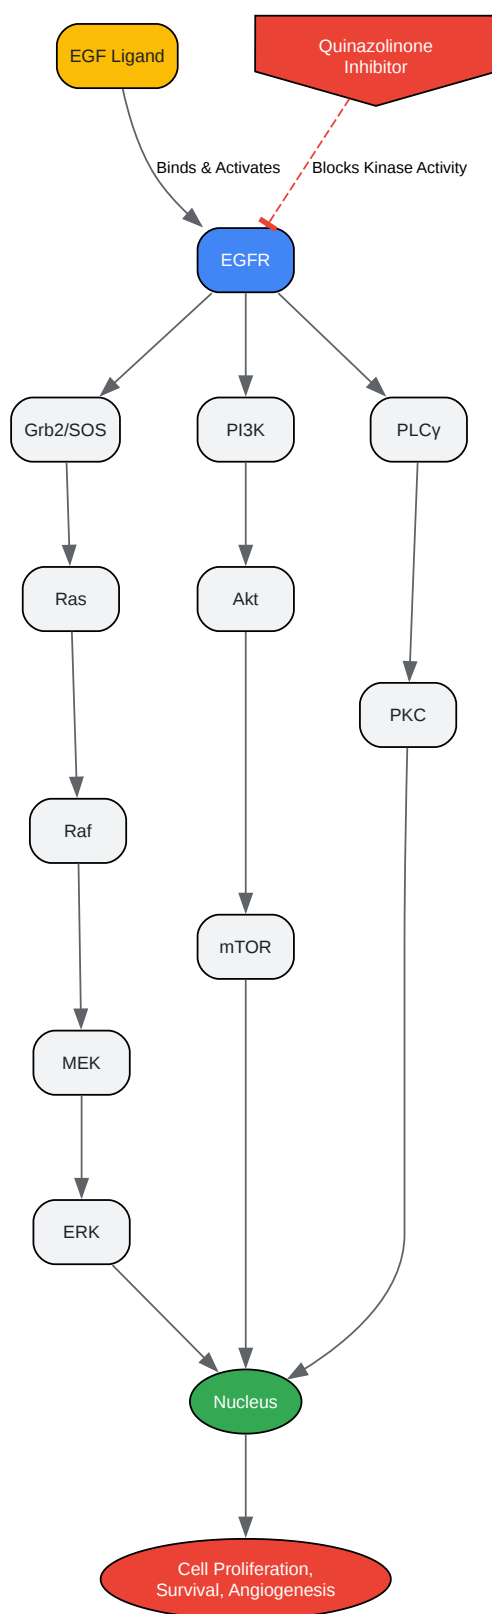 EGF Ligand
Quinazolinone
Inhibitor
Binds & Activates
Blocks Kinase Activity
EGFR
Grb2/SOS
PI3K
PLCγ
Ras
Akt
PKC
Raf
mTOR
MEK
ERK
Nucleus
Cell Proliferation,
Survival, Angiogenesis